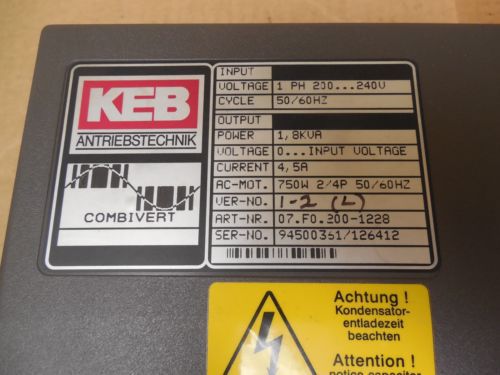 KEB
ANTRIEBSTECHNIK
COMBIVERT
INPUT
VOLTAGE 1 PH 200...240V
CYCLE 50/60HZ
OUTPUT
POWER 1,8KVA
VOLTAGE 0...INPUT VOLTAGE
CURRENT 4,5A
AC-MOT. 750W 2/4P 50/60HZ
VER-NO. 1-2 (L)
ART-NR. 07.F0.200-1228
SER-NO. 94500361/126412
Achtung !
Kondensator-
entladezeit
beachten
Attention !
notice capacitor